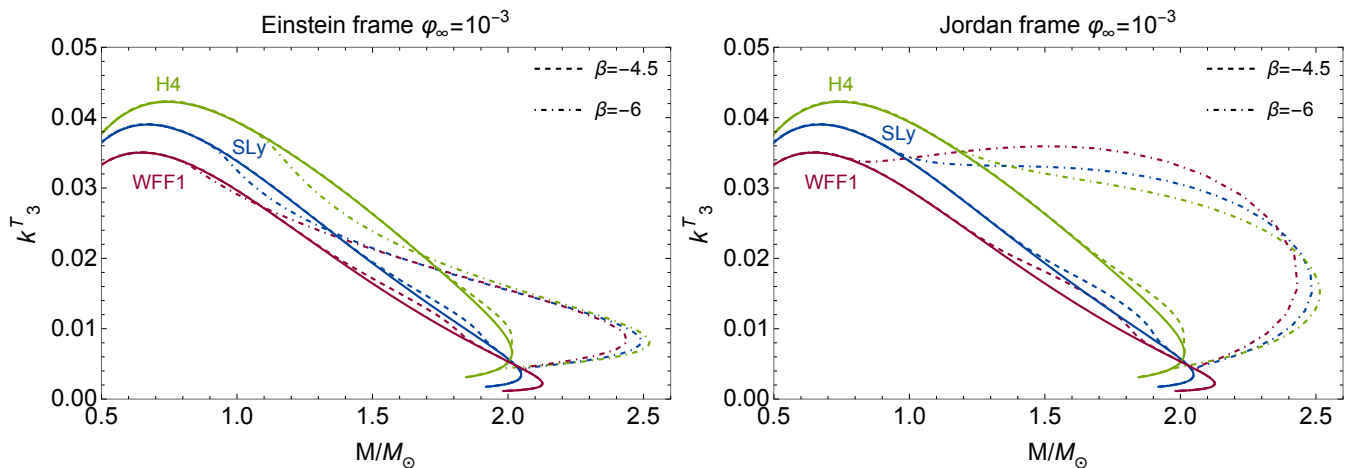 Einstein frame φ∞=10⁻³
0.05
0.04
0.03
0.02
0.01
0.00
k^T_3
H4
SLy
WFF1
β=-4.5
β=-6
0.5 1.0 1.5 2.0 2.5
M/M⊙
Jordan frame φ∞=10⁻³
0.05
0.04
0.03
0.02
0.01
0.00
k^T_3
H4
SLy
WFF1
β=-4.5
β=-6
0.5 1.0 1.5 2.0 2.5
M/M⊙